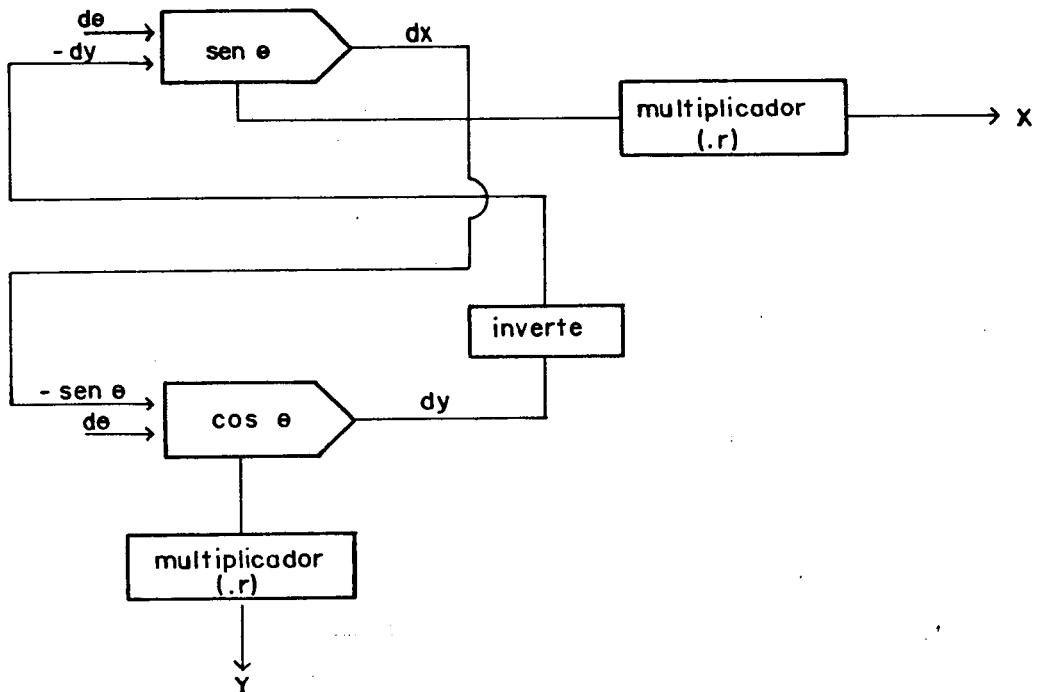 dθ
- dy
sen θ
dx
multiplicador
(.r)
X
inverte
- sen θ
dθ
cos θ
dy
multiplicador
(.r)
Y